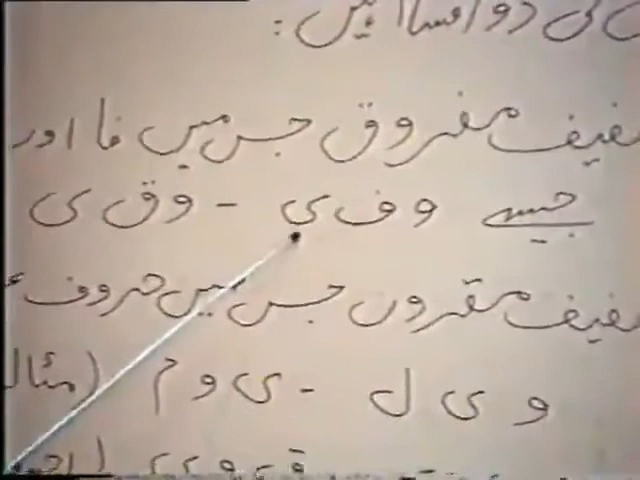 کی دو اقسام ہیں:
لفیف مفروق جس میں فا اور
جیسے و ف ی - و ق ی
لفیف مقرون جس میں حروف
و ی ل - ی و م (مثال